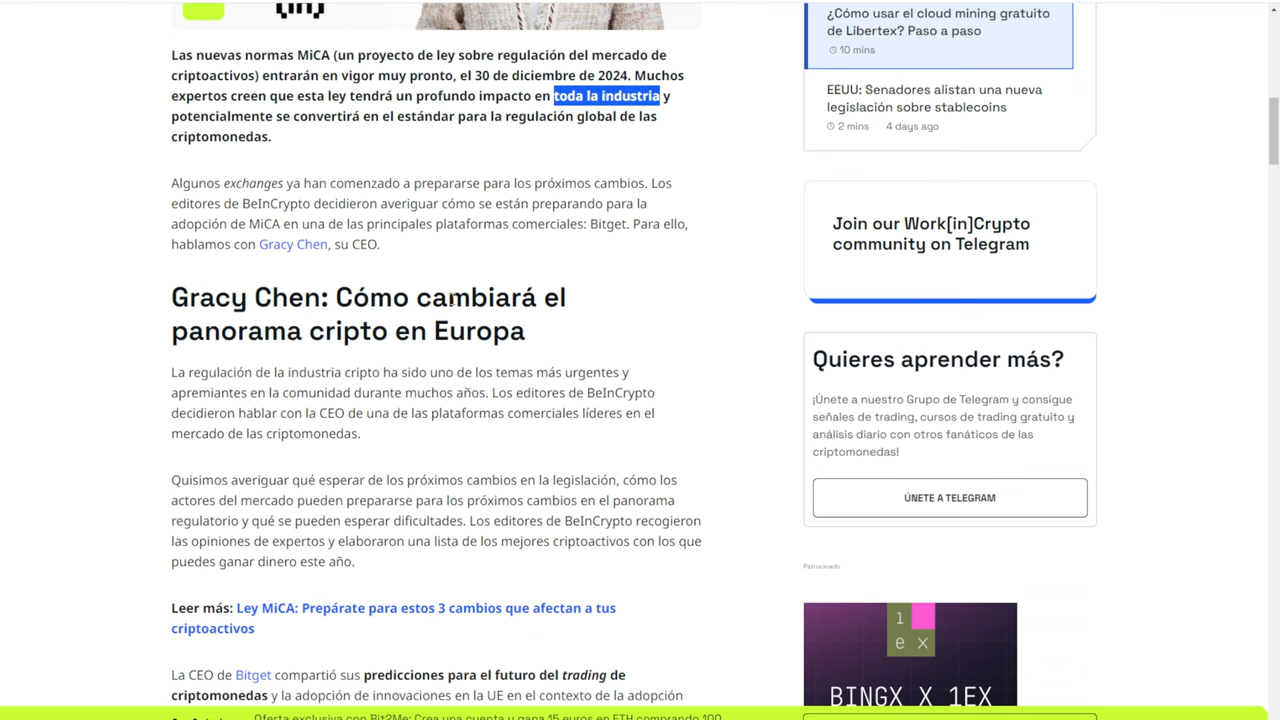 Las nuevas normas MiCA (un proyecto de ley sobre regulación del mercado de
criptoactivos) entrarán en vigor muy pronto, el 30 de diciembre de 2024. Muchos
expertos creen que esta ley tendrá un profundo impacto en toda la industria y
potencialmente se convertirá en el estándar para la regulación global de las
criptomonedas.
Algunos exchanges ya han comenzado a prepararse para los próximos cambios. Los
editores de BeInCrypto decidieron averiguar cómo se están preparando para la
adopción de MiCA en una de las principales plataformas comerciales: Bitget. Para ello,
hablamos con Gracy Chen, su CEO.
Gracy Chen: Cómo cambiará el
panorama cripto en Europa
La regulación de la industria cripto ha sido uno de los temas más urgentes y
apremiantes en la comunidad durante muchos años. Los editores de BeInCrypto
decidieron hablar con la CEO de una de las plataformas comerciales líderes en el
mercado de las criptomonedas.
Quisimos averiguar qué esperar de los próximos cambios en la legislación, cómo los
actores del mercado pueden prepararse para los próximos cambios en el panorama
regulatorio y qué se pueden esperar dificultades. Los editores de BeInCrypto recogieron
las opiniones de expertos y elaboraron una lista de los mejores criptoactivos con los que
puedes ganar dinero este año.
Leer más: Ley MiCA: Prepárate para estos 3 cambios que afectan a tus
criptoactivos
La CEO de Bitget compartió sus predicciones para el futuro del trading de
criptomonedas y la adopción de innovaciones en la UE en el contexto de la adopción
Oferta exclusiva con Bit2Me: Crea una cuenta y gana 15 euros en ETH comprando 100
¿Cómo usar el cloud mining gratuito
de Libertex? Paso a paso
10 mins
EEUU: Senadores alistan una nueva
legislación sobre stablecoins
2 mins 4 days ago
Join our Work[in]Crypto
community on Telegram
Quieres aprender más?
¡Únete a nuestro Grupo de Telegram y consigue
señales de trading, cursos de trading gratuito y
análisis diario con otros fanáticos de las
criptomonedas!
ÚNETE A TELEGRAM
Patrocinado
1
e x
BINGX X 1EX